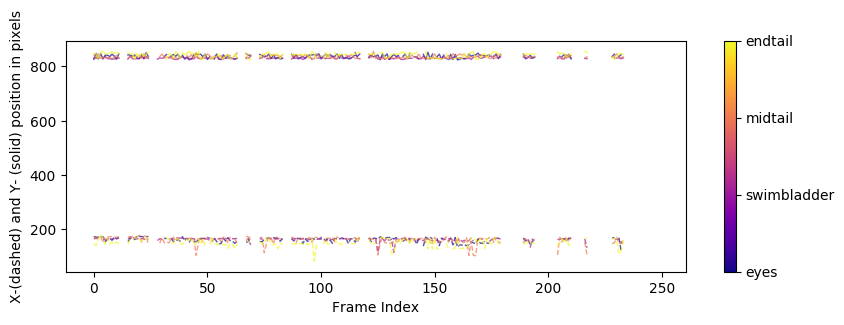 X-(dashed) and Y- (solid) position in pixels
800
600
400
200
0
50
100
150
200
250
Frame Index
endtail
midtail
swimbladder
eyes